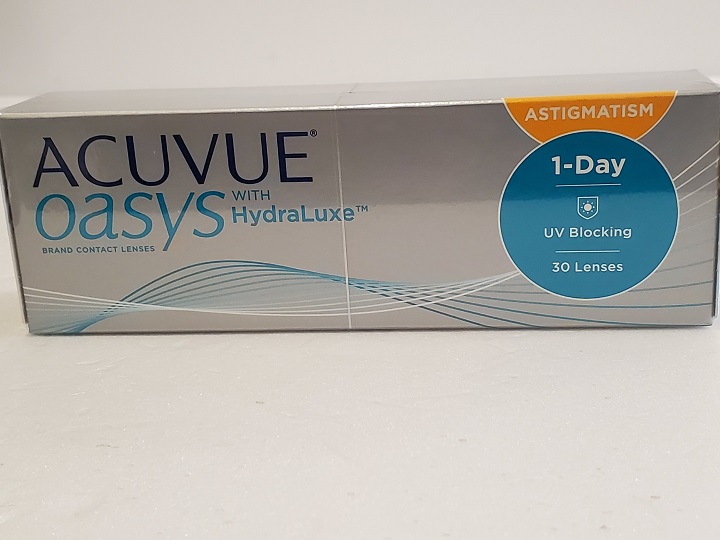 ACUVUE®
oasys WITH HydraLuxe™
BRAND CONTACT LENSES
ASTIGMATISM
1-Day
UV Blocking
30 Lenses